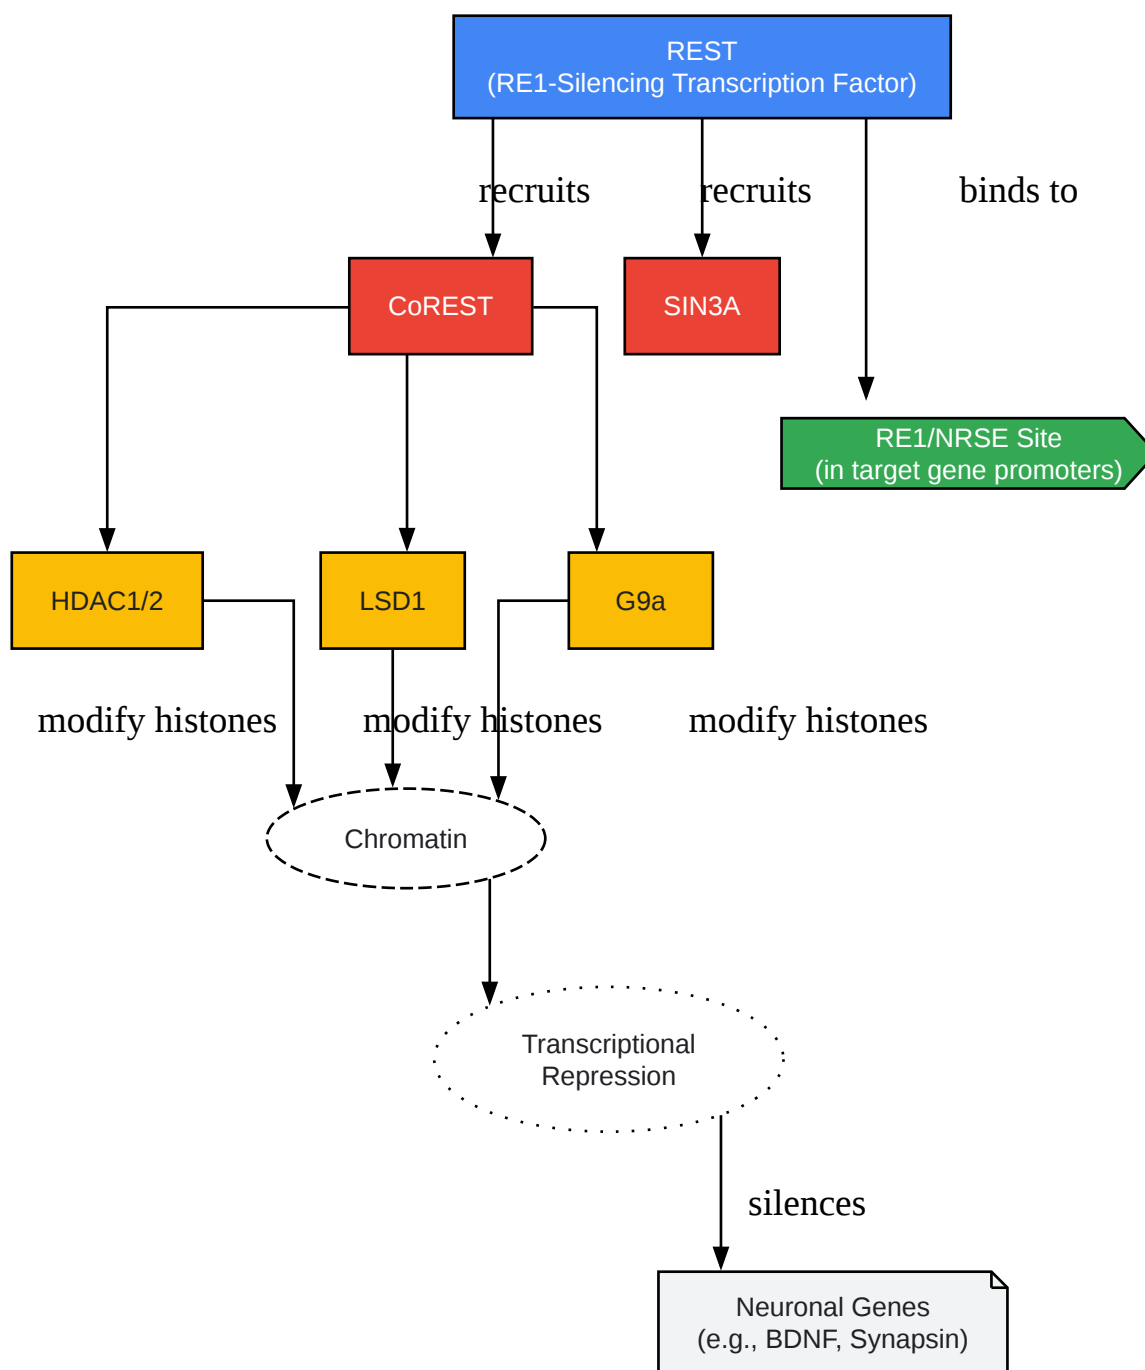 REST
(RE1-Silencing Transcription Factor)
recruits
recruits
binds to
CoREST
SIN3A
RE1/NRSE Site
(in target gene promoters)
HDAC1/2
LSD1
G9a
modify histones
modify histones
modify histones
Chromatin
Transcriptional
Repression
silences
Neuronal Genes
(e.g., BDNF, Synapsin)